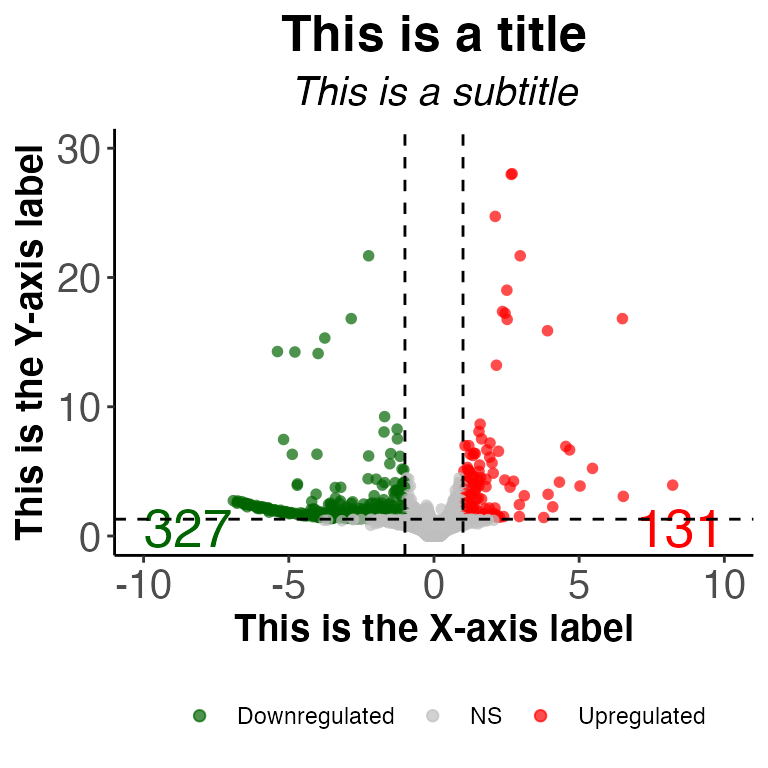 This is a title
This is a subtitle
This is the Y-axis label
30
20
10
0
327
131
-10
-5
0
5
10
This is the X-axis label
Downregulated
NS
Upregulated